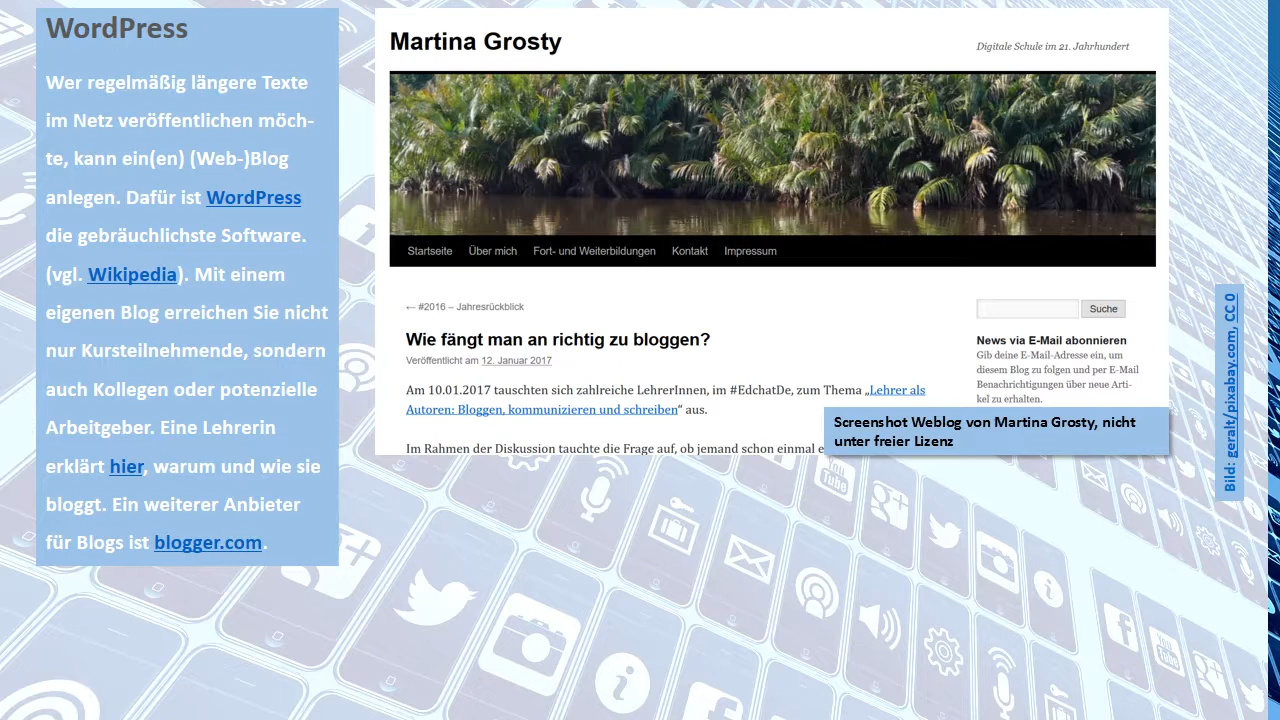 WordPress
Wer regelmäßig längere Texte
im Netz veröffentlichen möch-
te, kann ein(en) (Web-)Blog
anlegen. Dafür ist WordPress
die gebräuchlichste Software.
(vgl. Wikipedia). Mit einem
eigenen Blog erreichen Sie nicht
nur Kursteilnehmende, sondern
auch Kollegen oder potenzielle
Arbeitgeber. Eine Lehrerin
erklärt hier, warum und wie sie
bloggt. Ein weiterer Anbieter
für Blogs ist blogger.com.
Martina Grosty
Digitale Schule im 21. Jahrhundert
Startseite Über mich Fort- und Weiterbildungen Kontakt Impressum
← #2016 – Jahresrückblick
Wie fängt man an richtig zu bloggen?
Veröffentlicht am 12. Januar 2017
Am 10.01.2017 tauschten sich zahlreiche LehrerInnen, im #EdchatDe, zum Thema „Lehrer als
Autoren: Bloggen, kommunizieren und schreiben“ aus.
Im Rahmen der Diskussion tauchte die Frage auf, ob jemand schon einmal e
Suche
News via E-Mail abonnieren
Gib deine E-Mail-Adresse ein, um
diesem Blog zu folgen und per E-Mail
Benachrichtigungen über neue Arti-
kel zu erhalten.
Screenshot Weblog von Martina Grosty, nicht
unter freier Lizenz
Bild: geralt/pixabay.com, CC 0
You
Tube
You
Tube